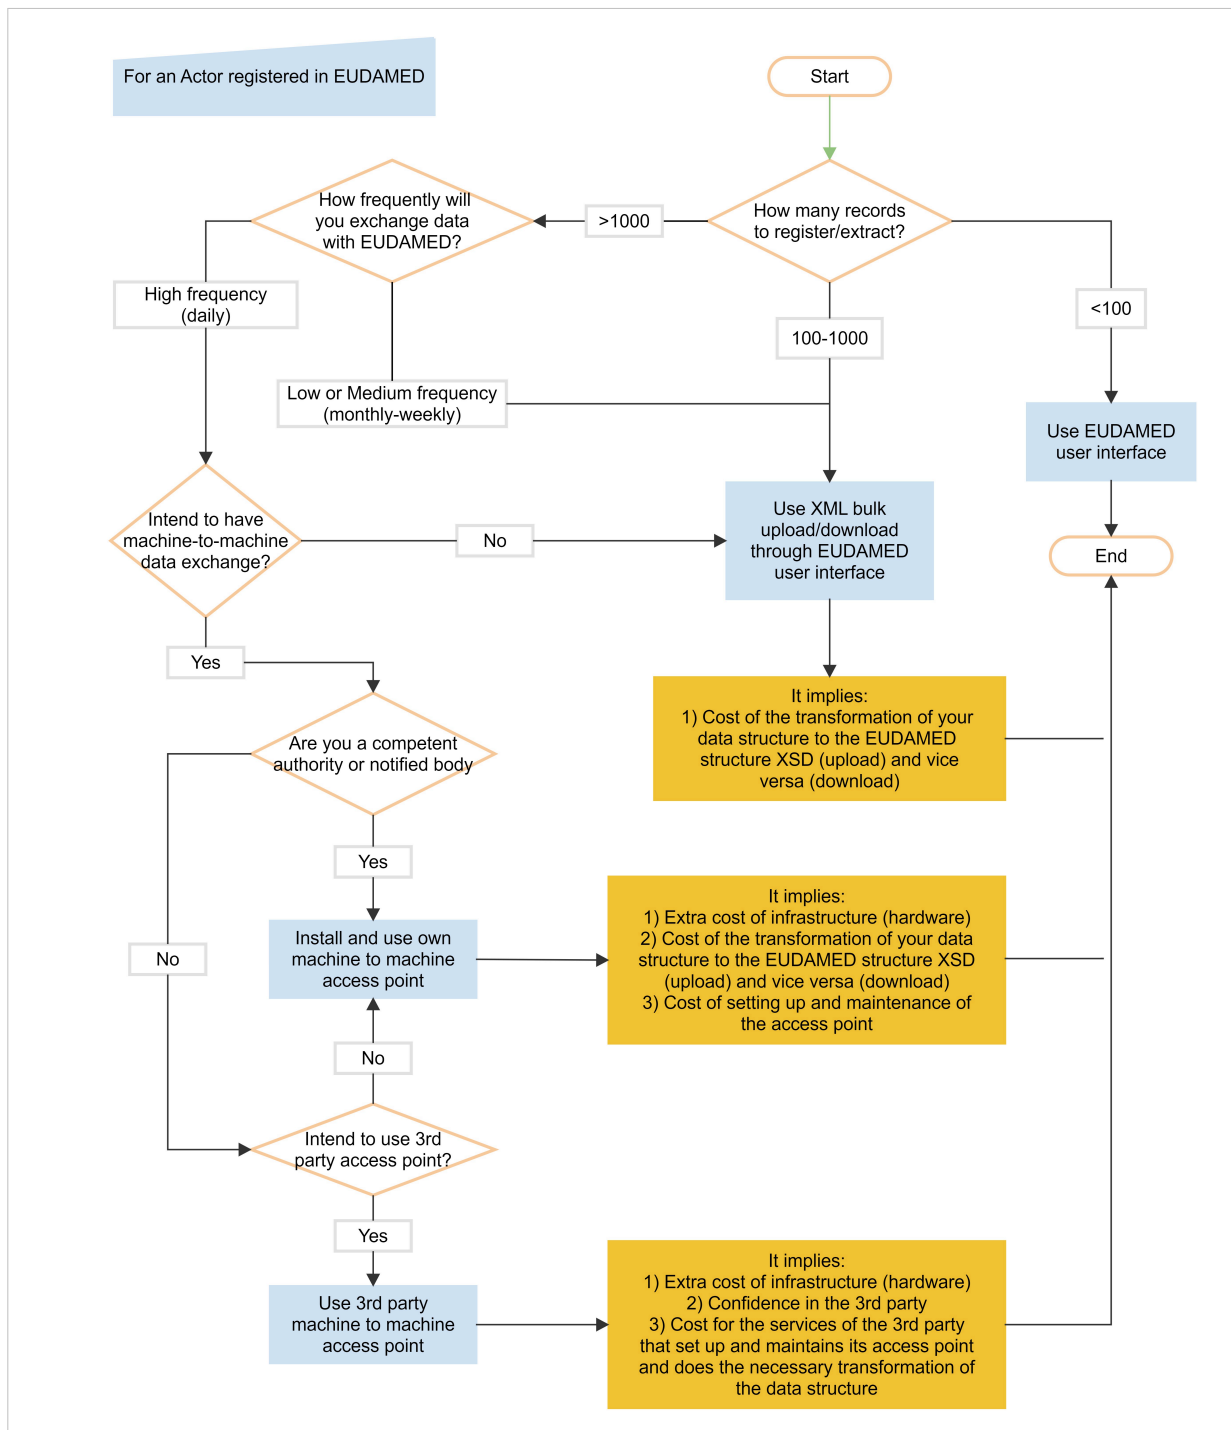 For an Actor registered in EUDAMED
Start
How frequently will
you exchange data
with EUDAMED?
>1000
How many records
to register/extract?
High frequency
(daily)
100-1000
<100
Low or Medium frequency
(monthly-weekly)
Use EUDAMED
user interface
Intend to have
machine-to-machine
data exchange?
No
Use XML bulk
upload/download
through EUDAMED
user interface
End
Yes
It implies:
1) Cost of the transformation of your
data structure to the EUDAMED
structure XSD (upload) and vice
versa (download)
Are you a competent
authority or notified body
Yes
It implies:
1) Extra cost of infrastructure (hardware)
2) Cost of the transformation of your data
structure to the EUDAMED structure XSD
(upload) and vice versa (download)
3) Cost of setting up and maintenance of
the access point
Install and use own
machine to machine
access point
No
No
Intend to use 3rd
party access point?
Yes
It implies:
1) Extra cost of infrastructure (hardware)
2) Confidence in the 3rd party
3) Cost for the services of the 3rd party
that set up and maintains its access point
and does the necessary transformation of
the data structure
Use 3rd party
machine to machine
access point